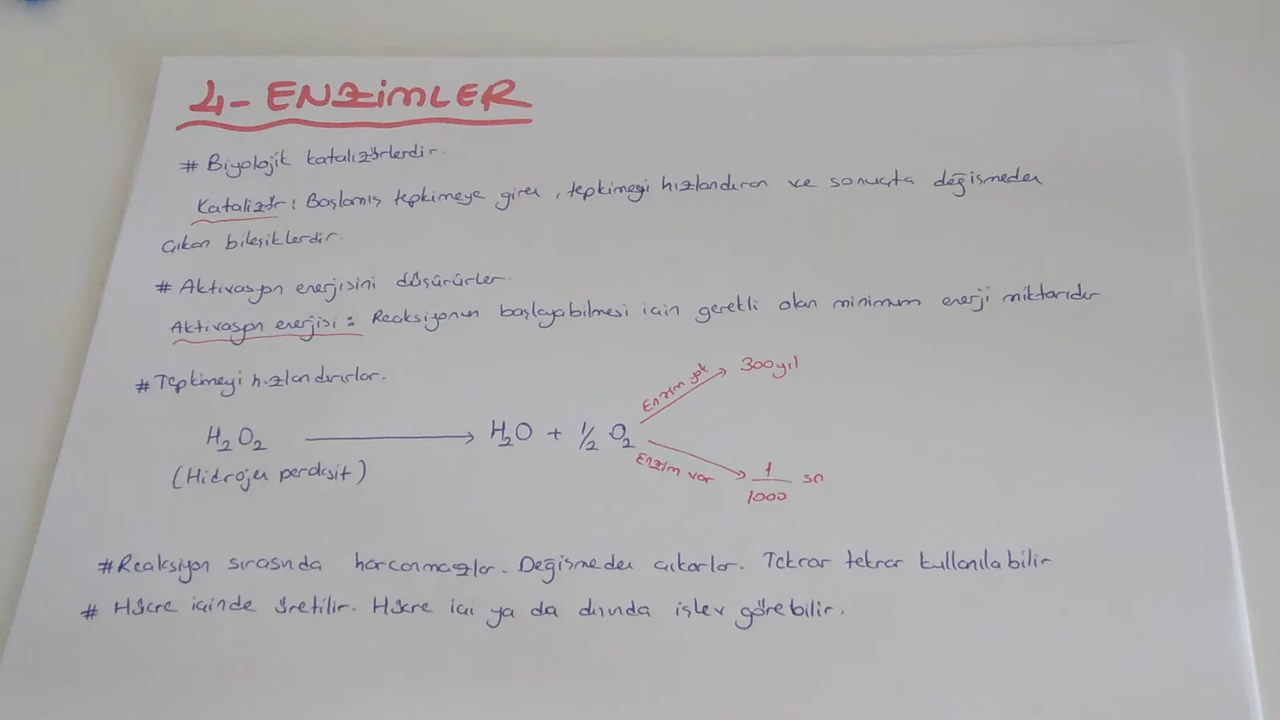 4- ENZİMLER
# Biyolojik katalizörlerdir.
Katalizör: Başlamış tepkimeye giren, tepkimeyi hızlandıran ve sonuçta değişmeden
çıkan bileşiklerdir.
# Aktivasyon enerjisini düşürürler.
Aktivasyon enerjisi: Reaksiyonun başlayabilmesi için gerekli olan minimum enerji miktarıdır
# Tepkimeyi hızlandırırlar.
Enzim yok 300 yıl
H₂O₂ → H₂O + ½ O₂
(Hidrojen peroksit)
Enzim var 1/1000 sn
# Reaksiyon sırasında harcanmazlar. Değişmeden çıkarlar. Tekrar tekrar kullanılabilir
# Hücre içinde üretilir. Hücre içi ya da dışında işlev görebilir.